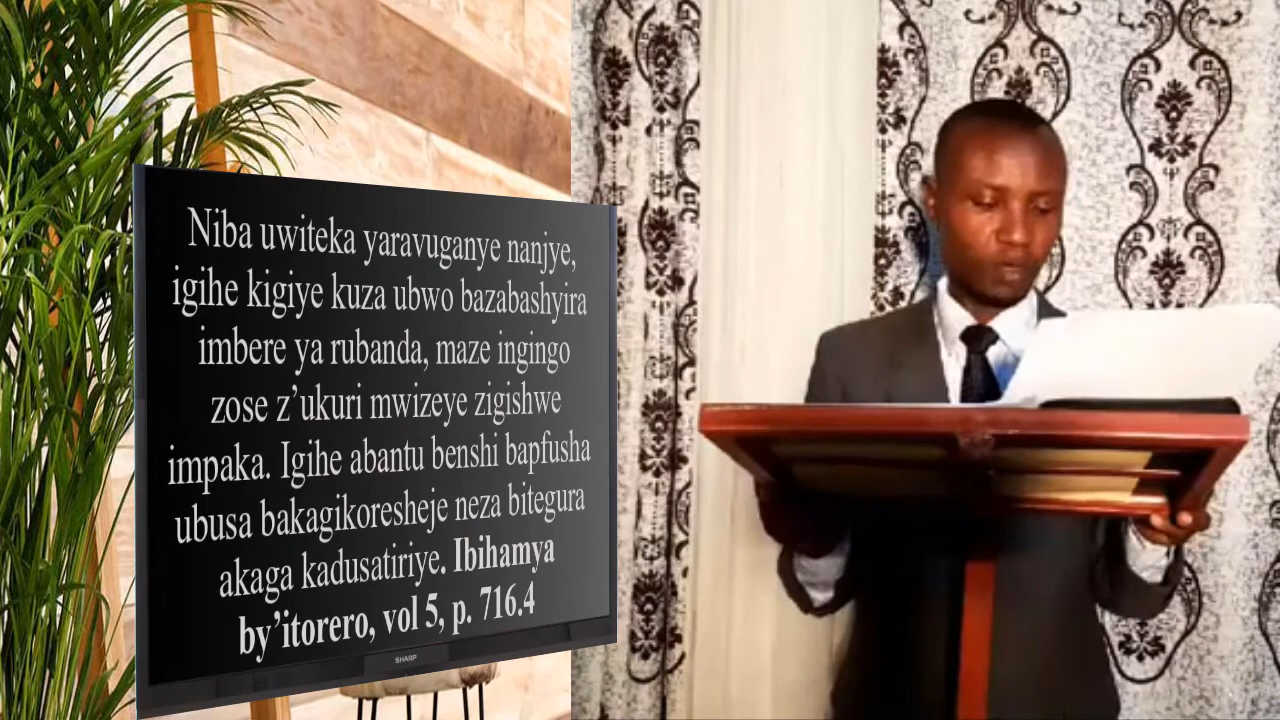 Niba uwiteka yaravuganye nanjye,
igihe kigiye kuza ubwo bazabashyira
imbere ya rubanda, maze ingingo
zose z’ukuri mwizeye zigishwe
impaka. Igihe abantu benshi bapfusha
ubusa bakagikoresheje neza bitegura
akaga kadusatiriye. Ibihamya
by’itorero, vol 5, p. 716.4
SHARP